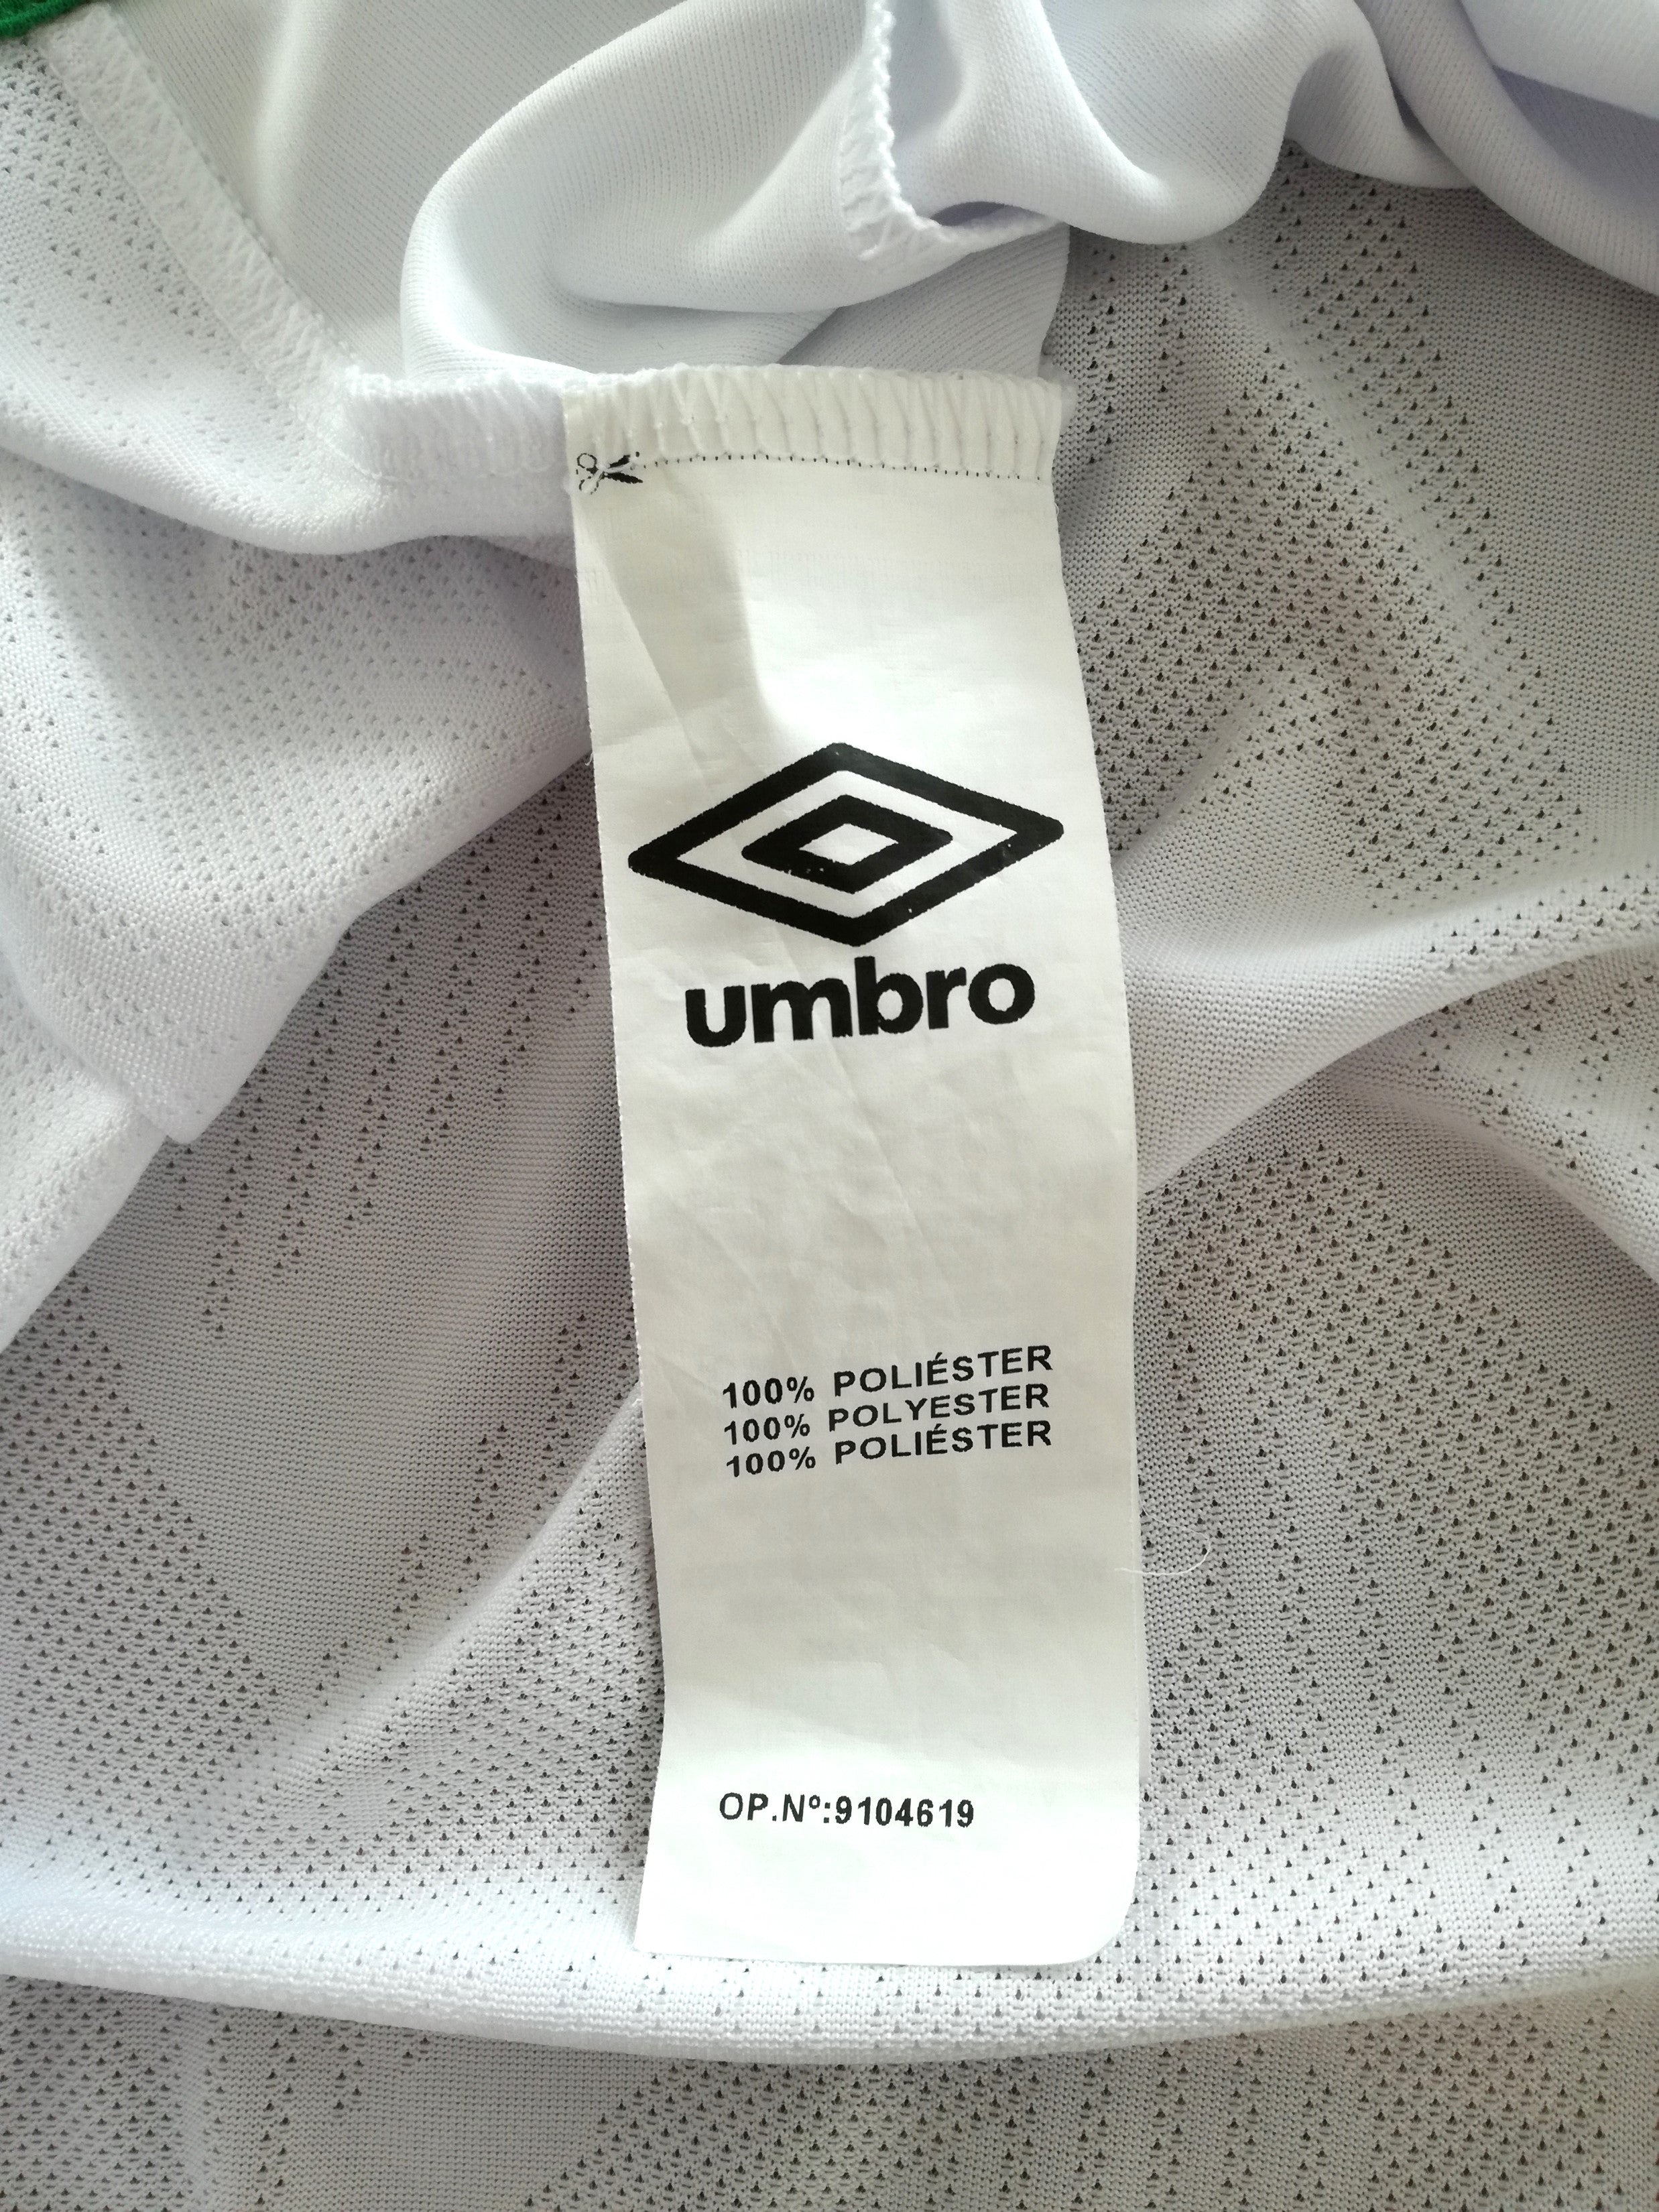 umbro
100% POLIÉSTER
100% POLYESTER
100% POLIÉSTER
OP.Nº:9104619